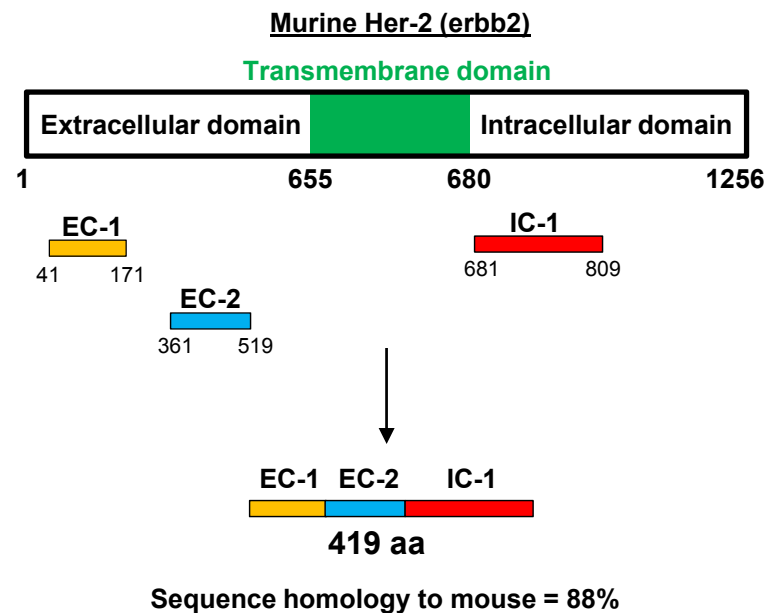 Murine Her-2 (erbb2)
Transmembrane domain
Extracellular domain Intracellular domain
1 655 680 1256
EC-1 IC-1
41 171 681 809
EC-2
361 519
EC-1 EC-2 IC-1
419 aa
Sequence homology to mouse = 88%